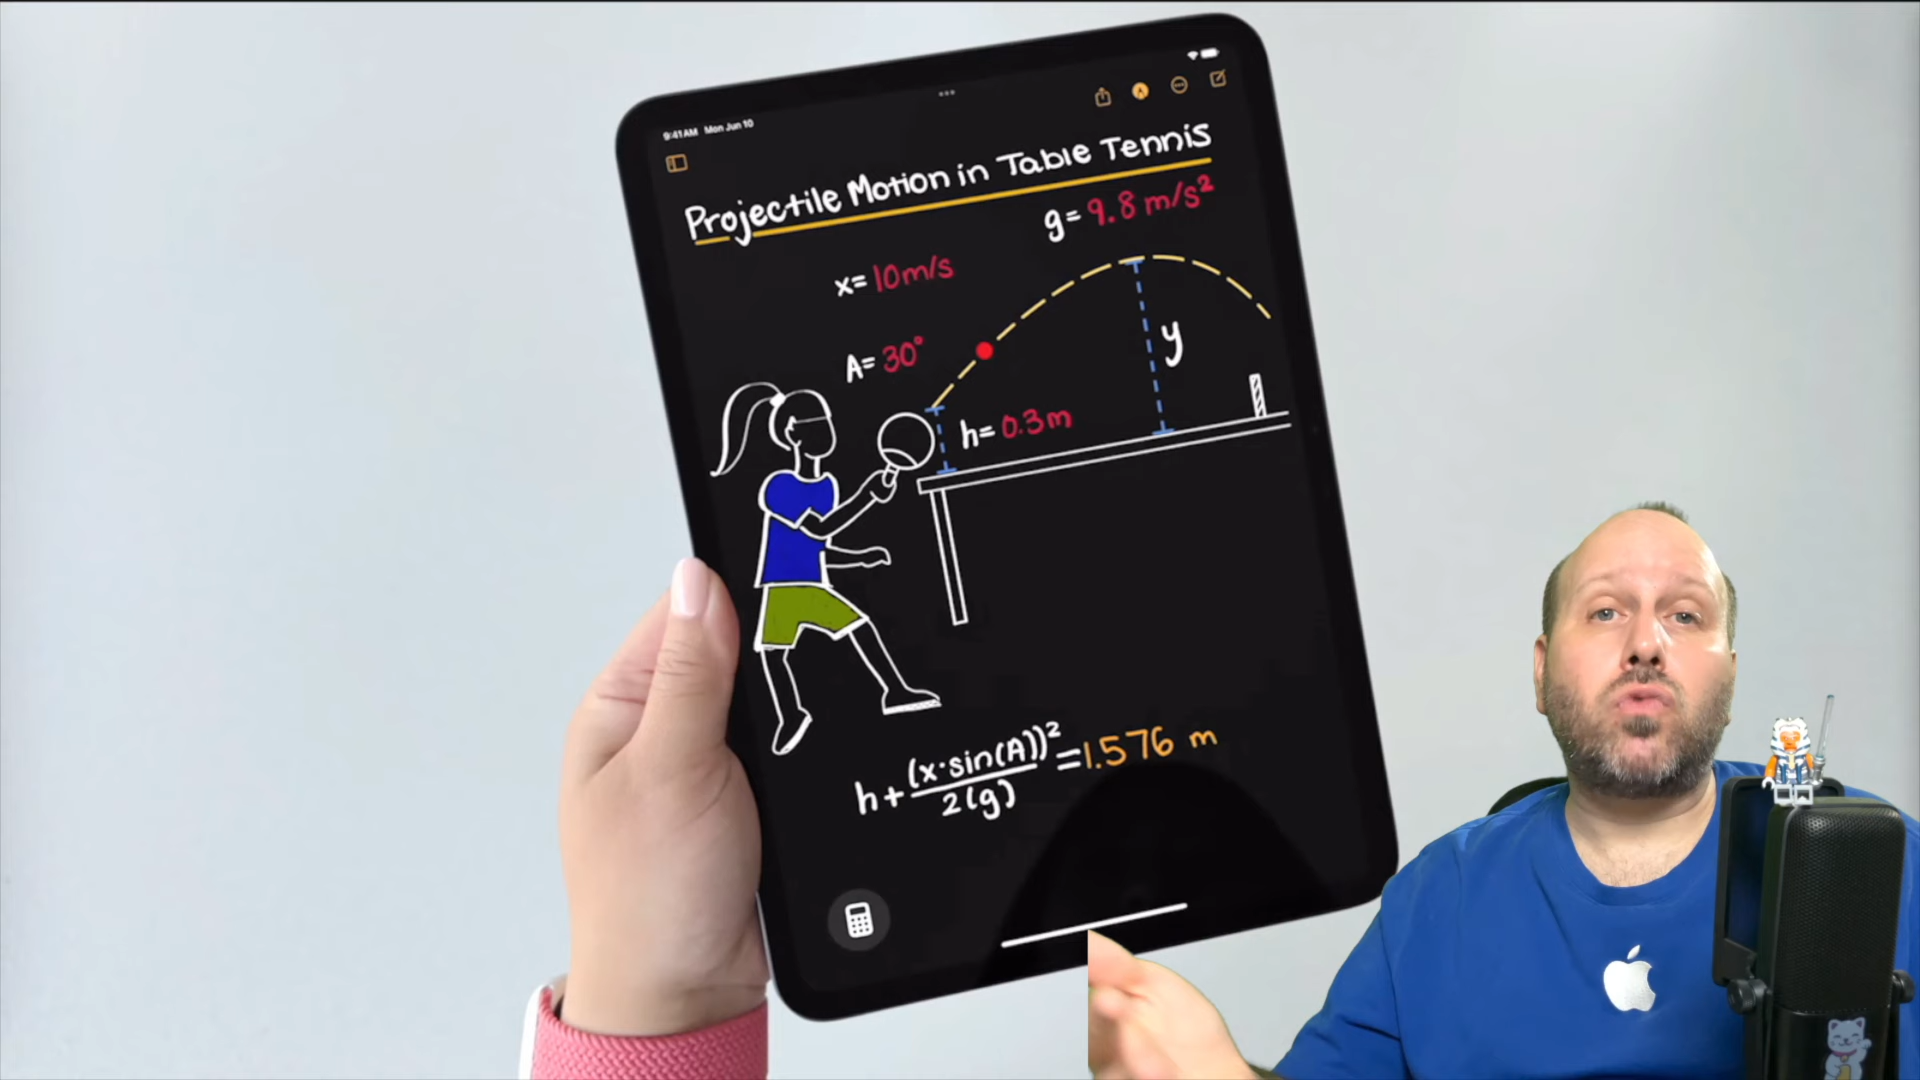 9:41 AM Mon Jun 10
Projectile Motion in Table Tennis
g= 9.8 m/s²
x= 10m/s
y
A= 30°
h= 0.3m
h+(x·sin(A))²/2(g)=1.576 m